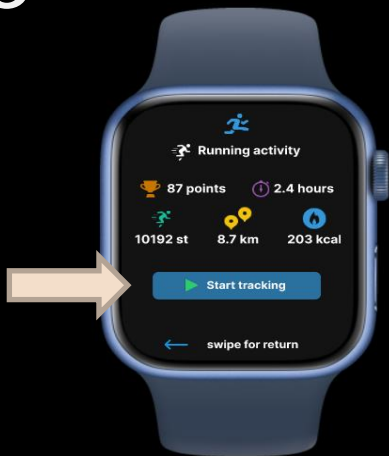 Running activity
87 points 2.4 hours
10192 st 8.7 km 203 kcal
Start tracking
swipe for return